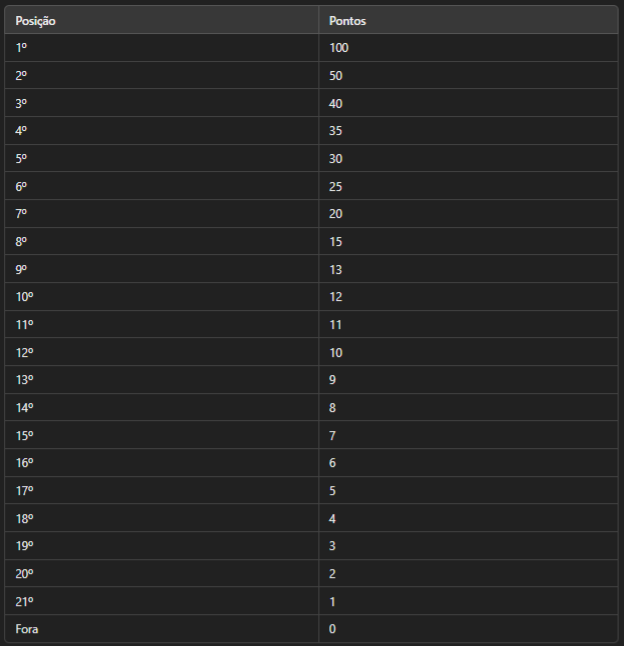 Posição Pontos
1º 100
2º 50
3º 40
4º 35
5º 30
6º 25
7º 20
8º 15
9º 13
10º 12
11º 11
12º 10
13º 9
14º 8
15º 7
16º 6
17º 5
18º 4
19º 3
20º 2
21º 1
Fora 0